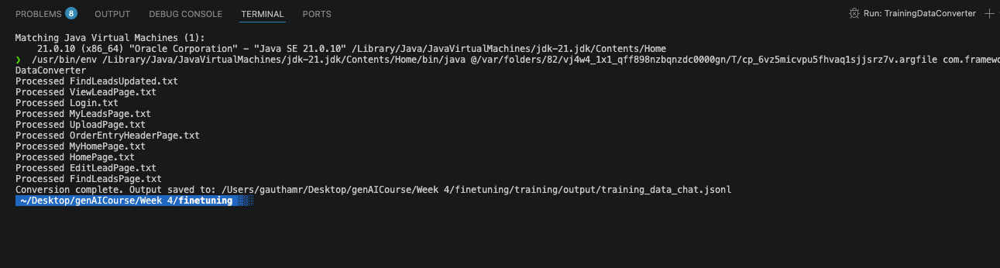 PROBLEMS 8 OUTPUT DEBUG CONSOLE TERMINAL PORTS Run: TrainingDataConverter
Matching Java Virtual Machines (1):
21.0.10 (x86_64) "Oracle Corporation" - "Java SE 21.0.10" /Library/Java/JavaVirtualMachines/jdk-21.jdk/Contents/Home
❯ /usr/bin/env /Library/Java/JavaVirtualMachines/jdk-21.jdk/Contents/Home/bin/java @/var/folders/82/vj4w4_1x1_qff898nzbqnzdc0000gn/T/cp_6vz5micvpu5fhvaq1sjjsrz7v.argfile com.framewo
DataConverter
Processed FindLeadsUpdated.txt
Processed ViewLeadPage.txt
Processed Login.txt
Processed MyLeadsPage.txt
Processed UploadPage.txt
Processed OrderEntryHeaderPage.txt
Processed MyHomePage.txt
Processed HomePage.txt
Processed EditLeadPage.txt
Processed FindLeadsPage.txt
Conversion complete. Output saved to: /Users/gauthamr/Desktop/genAICourse/Week 4/finetuning/training/output/training_data_chat.jsonl
~/Desktop/genAICourse/Week 4/finetuning